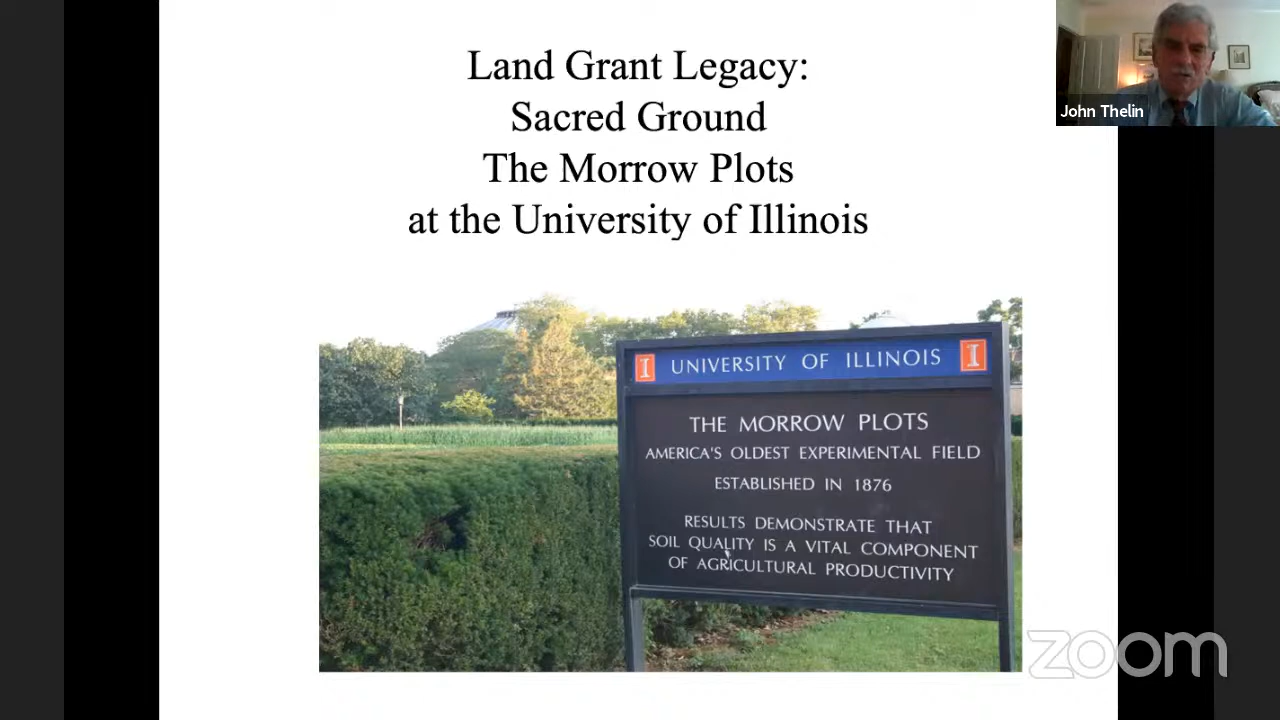 Land Grant Legacy:
Sacred Ground
The Morrow Plots
at the University of Illinois
John Thelin
I UNIVERSITY OF ILLINOIS I
THE MORROW PLOTS
AMERICA'S OLDEST EXPERIMENTAL FIELD
ESTABLISHED IN 1876
RESULTS DEMONSTRATE THAT
SOIL QUALITY IS A VITAL COMPONENT
OF AGRICULTURAL PRODUCTIVITY
zoom